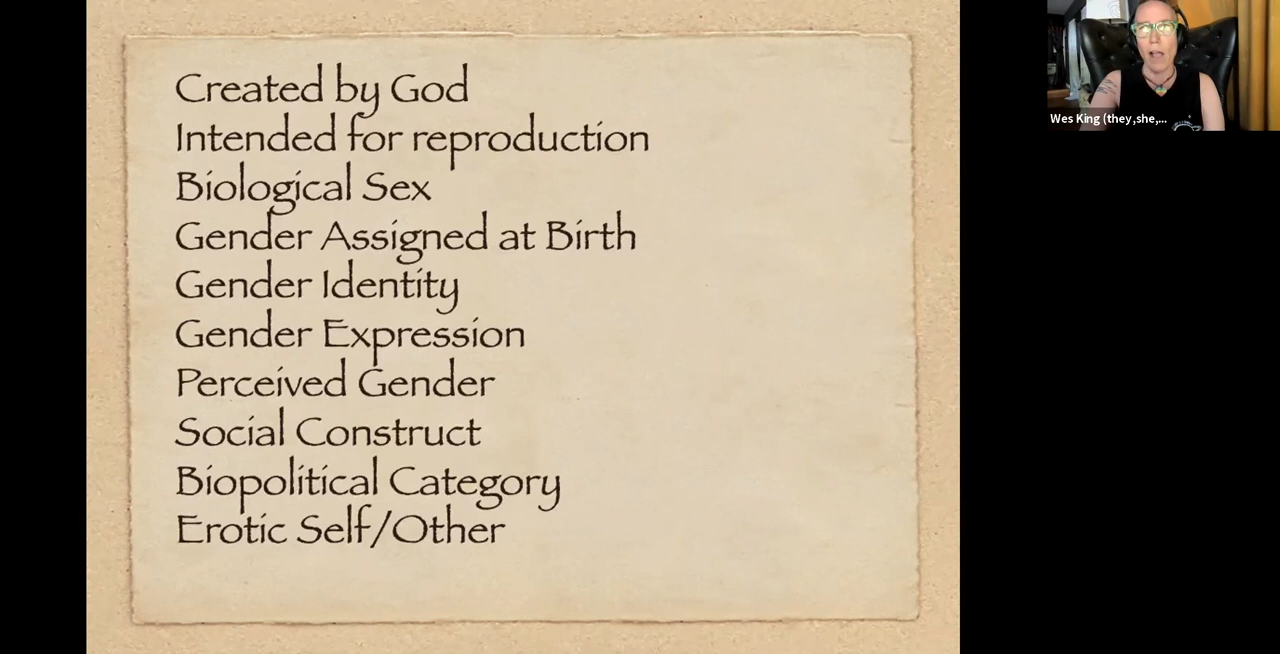 Created by God
Intended for reproduction
Biological Sex
Gender Assigned at Birth
Gender Identity
Gender Expression
Perceived Gender
Social Construct
Biopolitical Category
Erotic Self/Other
Wes King (they,she,...